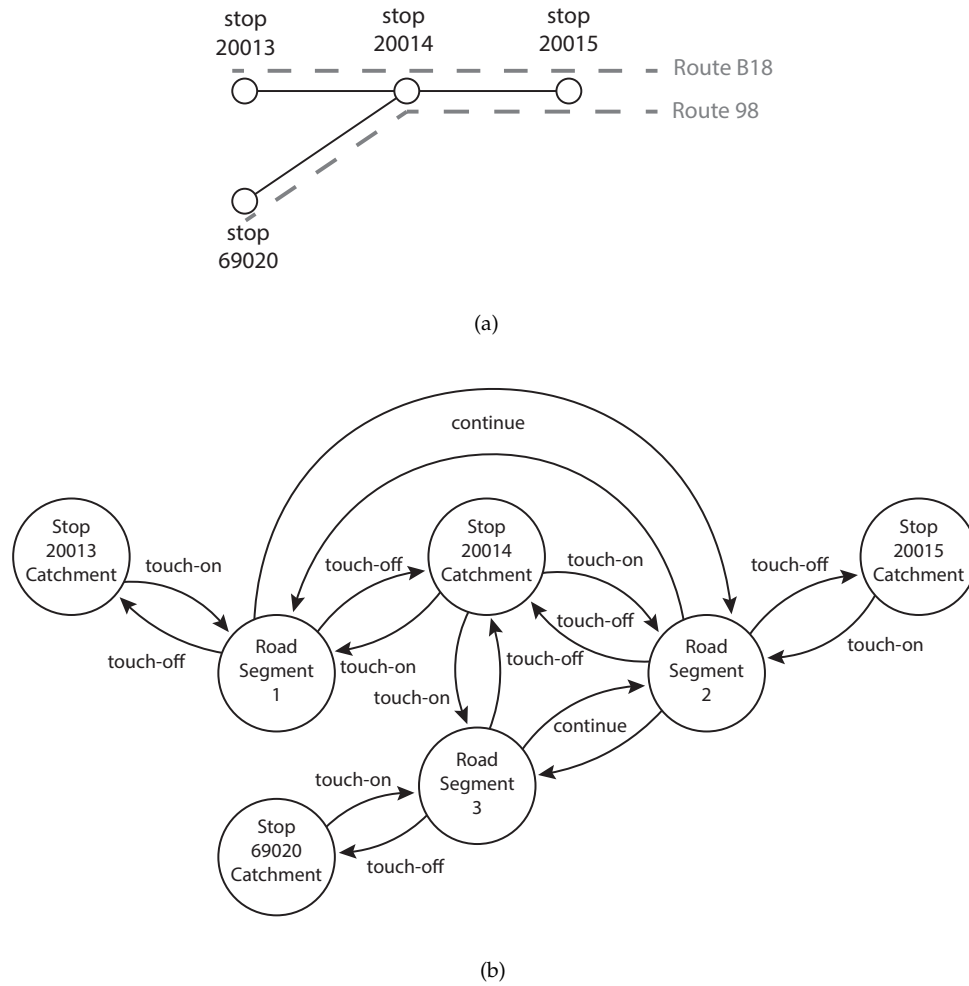 stop
20013
stop
20014
stop
20015
Route B18
Route 98
stop
69020
(a)
continue
Stop
20013
Catchment
touch-on
touch-off
Road
Segment
1
touch-off
touch-on
Stop
20014
Catchment
touch-on
touch-off
touch-on
touch-off
Road
Segment
2
touch-off
touch-on
Stop
20015
Catchment
continue
Road
Segment
3
touch-on
touch-off
Stop
69020
Catchment
(b)